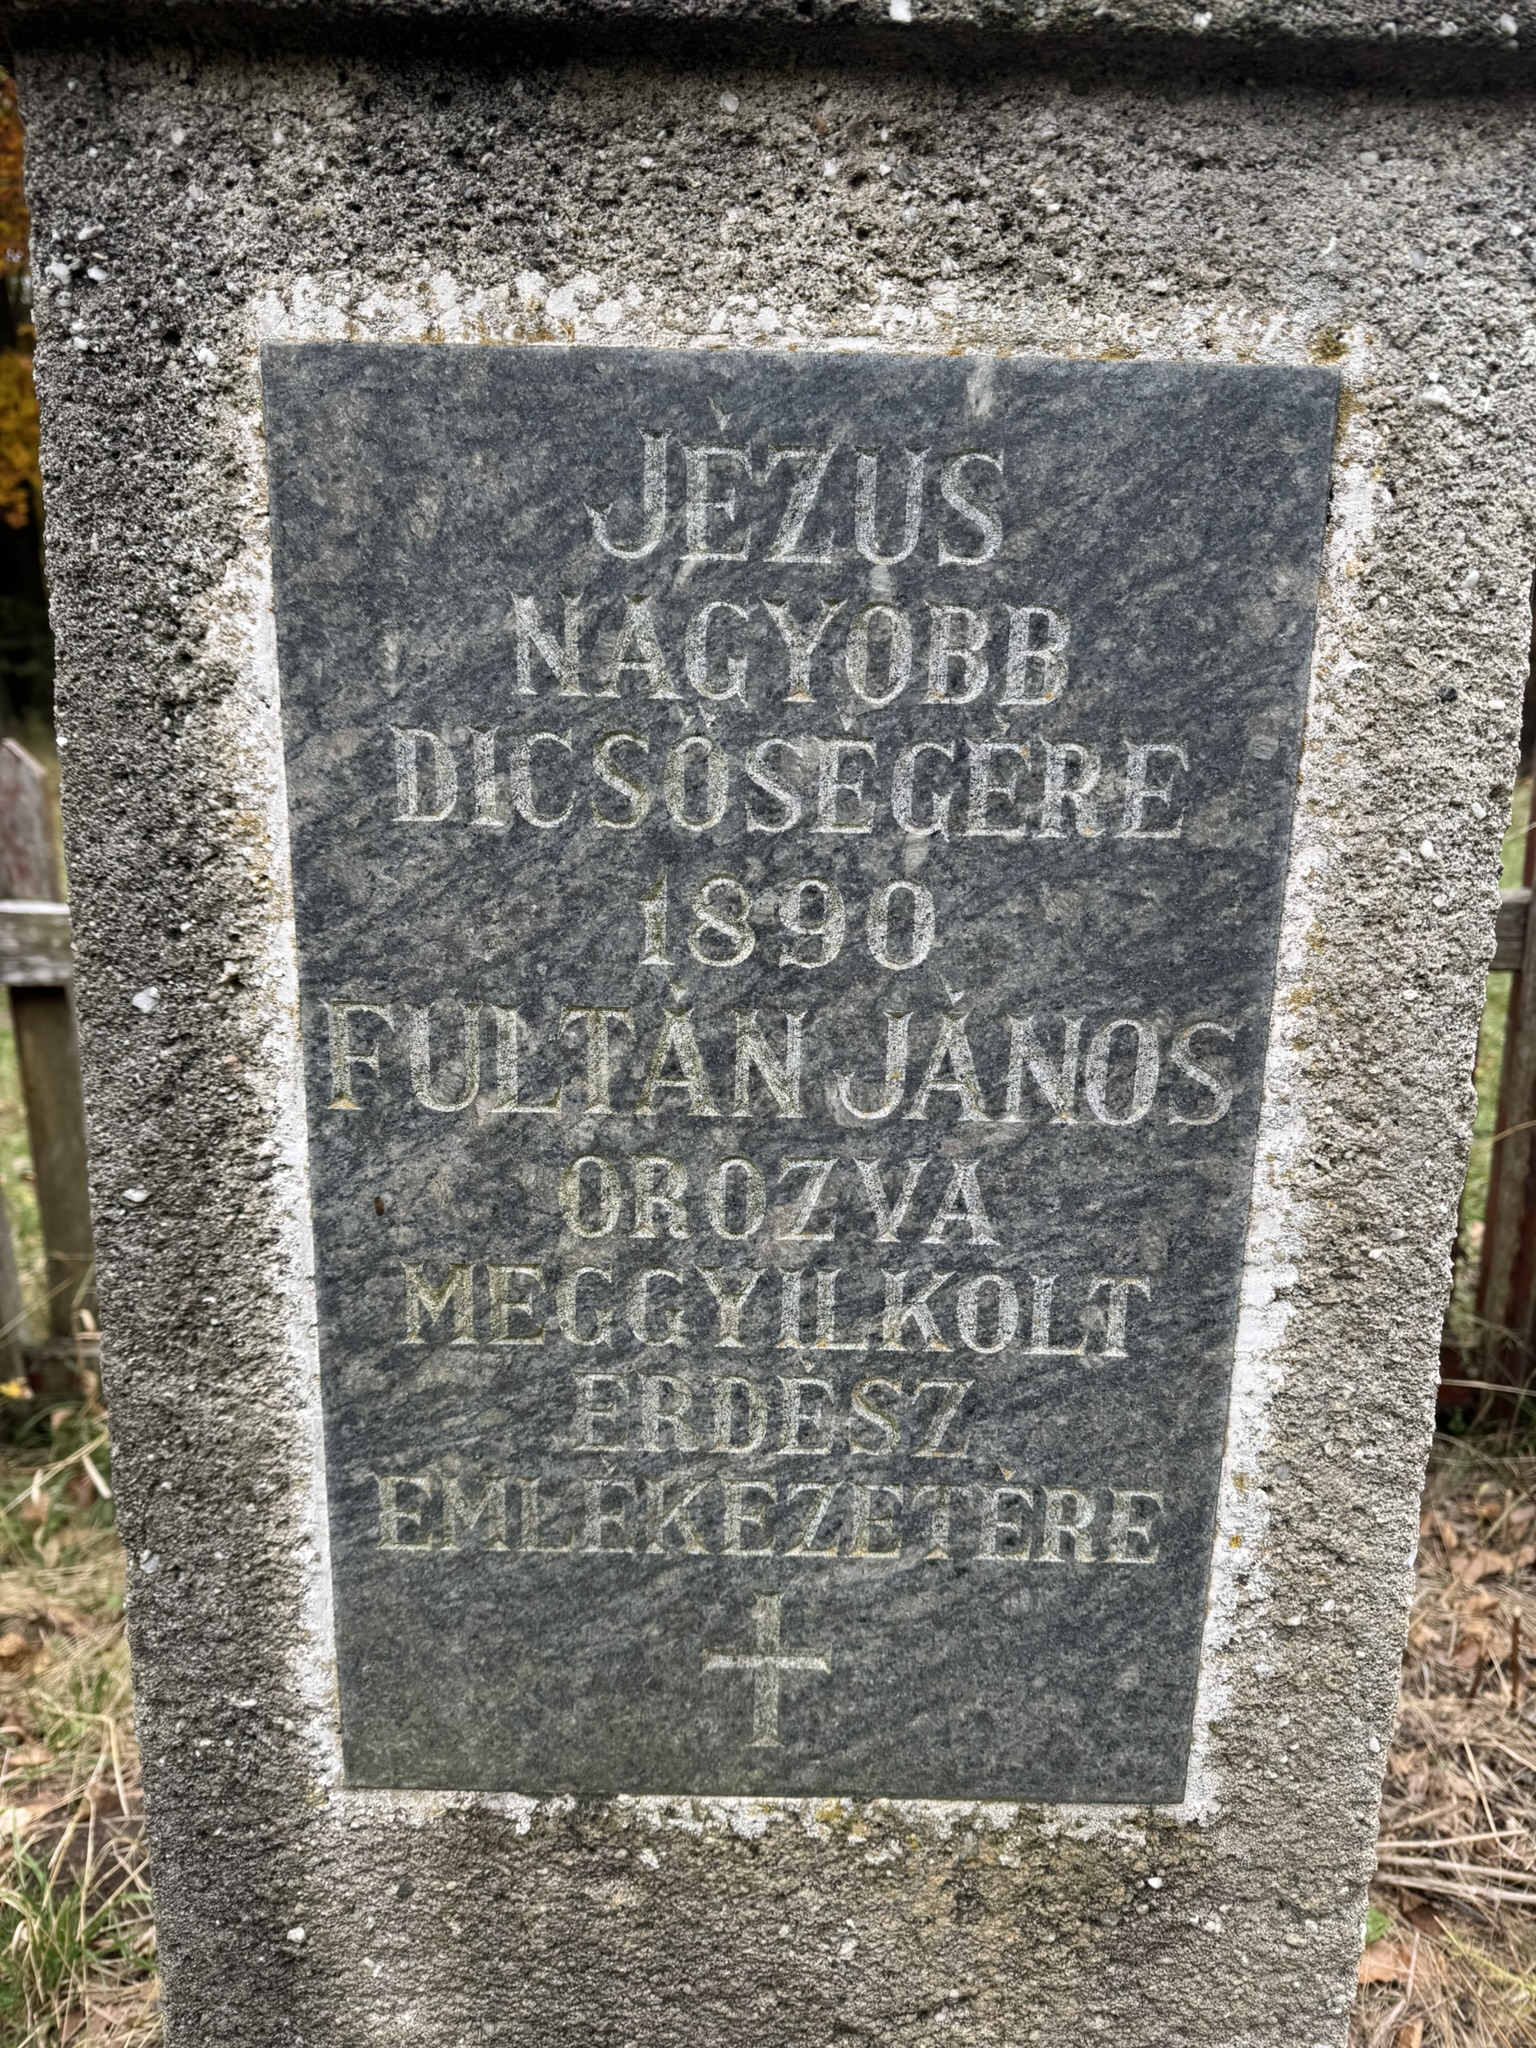 JÉZUS
NAGYOBB
DICSŐSÉGÉRE
1890
FULTÁN JÁNOS
OROZVA
MEGGYILKOLT
ERDÉSZ
EMLÉKEZETÉRE